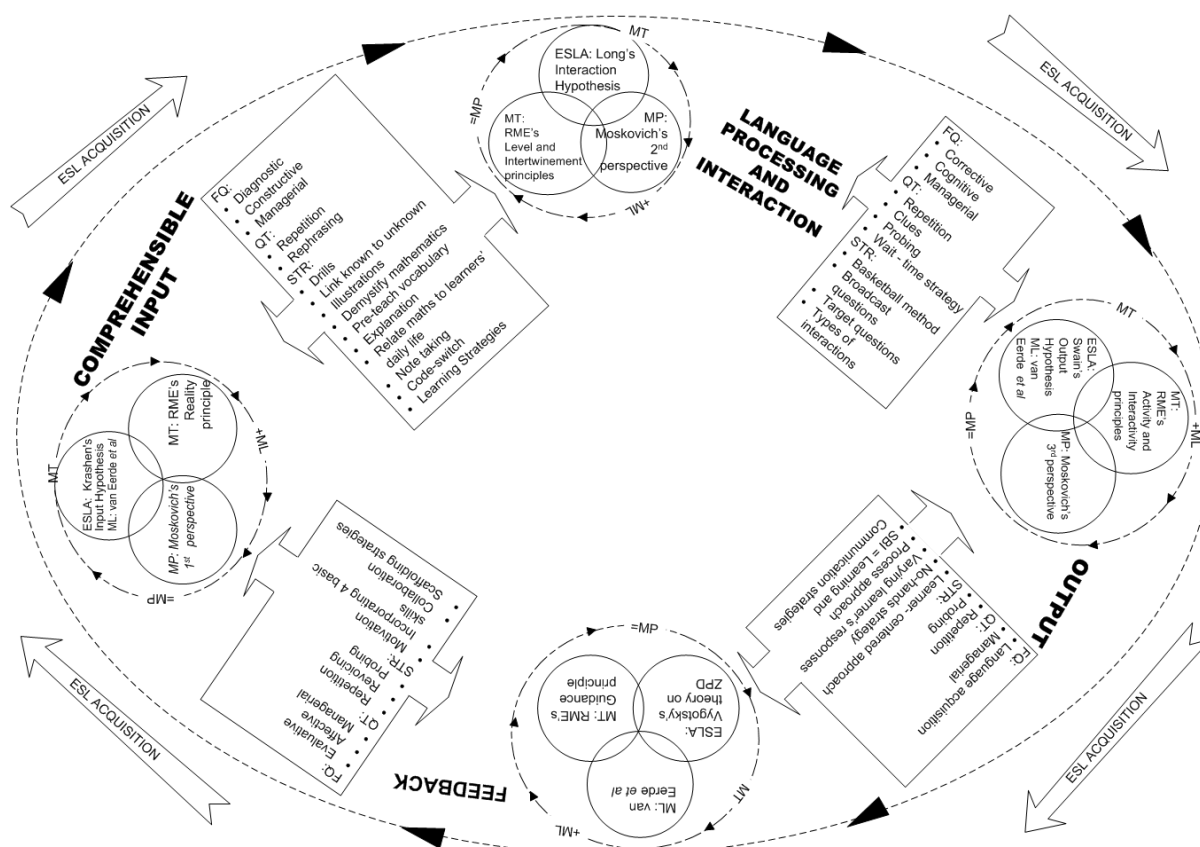 ESL ACQUISITION
ESL ACQUISITION
ESL ACQUISITION
ESL ACQUISITION
COMPREHENSIBLE
INPUT
MT
+ML
=MP
ESLA: Krashen's
Input Hypothesis
ML: van Eerde et al
MT: RME's
Reality
principle
MP: Moskovich's
1st perspective
FQ:
• Diagnostic
• Constructive
• Managerial
QT:
• Repetition
• Rephrasing
STR:
• Drills
• Link known to unknown
• Illustrations
• Demystify mathematics
• Pre-teach vocabulary
• Explanation
• Relate maths to learners'
daily life
• Note taking
• Code-switch
• Learning Strategies
MT
+ML
=MP
ESLA: Long's
Interaction
Hypothesis
MT:
RME's
Level and
Intertwinement
principles
MP:
Moskovich's
2nd
perspective
LANGUAGE
PROCESSING
AND
INTERACTION
FQ:
• Corrective
• Cognitive
• Managerial
QT:
• Repetition
• Clues
• Probing
• Wait - time strategy
STR:
• Basketball method
• Broadcast
questions
• Target questions
• Types of
interactions
MT
+ML
=MP
ESLA:
Swain's
Output
Hypothesis
ML: van
Eerde et al
MT:
RME's
Activity and
Interactivity
principles
MP: Moskovich's
3rd perspective
OUTPUT
FQ:
• Language acquisition
• Managerial
QT:
• Repetition
• Probing
STR:
• Learner- centered approach
• No-hands strategy
• Varying learner's responses
• Process approach
• SBI = Learning and
Communication strategies
=MP
MT
+ML
ESLA:
Vygotsky's
theory on
ZPD
MT: RME's
Guidance
principle
ML: van
Eerde et al
FEEDBACK
FQ:
• Evaluative
• Affective
• Managerial
QT:
• Repetition
• Revoicing
• Probing
STR:
• Motivation
• Incorporating 4 basic
skills
• Collaboration
• Scaffolding strategies